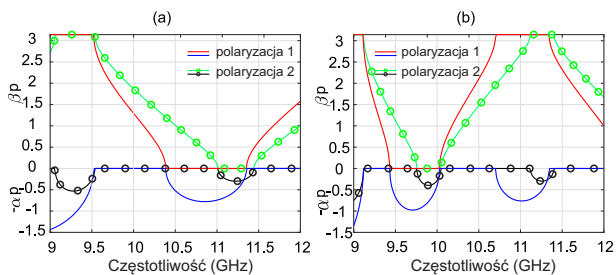 (a)
(b)
3
2.5
2
1.5
1
0.5
0
-0.5
-1
-1.5
βp
-αp
polaryzacja 1
polaryzacja 2
9
9.5
10
10.5
11
11.5
12
Częstotliwość (GHz)
3
2.5
2
1.5
1
0.5
0
-0.5
-1
-1.5
βp
-αp
polaryzacja 1
polaryzacja 2
9
9.5
10
10.5
11
11.5
12
Częstotliwość (GHz)